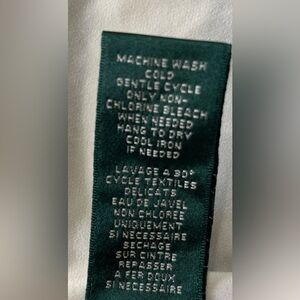 MACHINE WASH
COLD
GENTLE CYCLE
ONLY NON-
CHLORINE BLEACH
WHEN NEEDED
HANG TO DRY
COOL IRON
IF NEEDED
LAVAGE A 30°
CYCLE TEXTILES
DELICATS
EAU DE JAVEL
NON CHLOREE
UNIQUEMENT
SI NECESSAIRE
SECHAGE
SUR CINTRE
REPASSER
A FER DOUX
SI NECESSAIRE